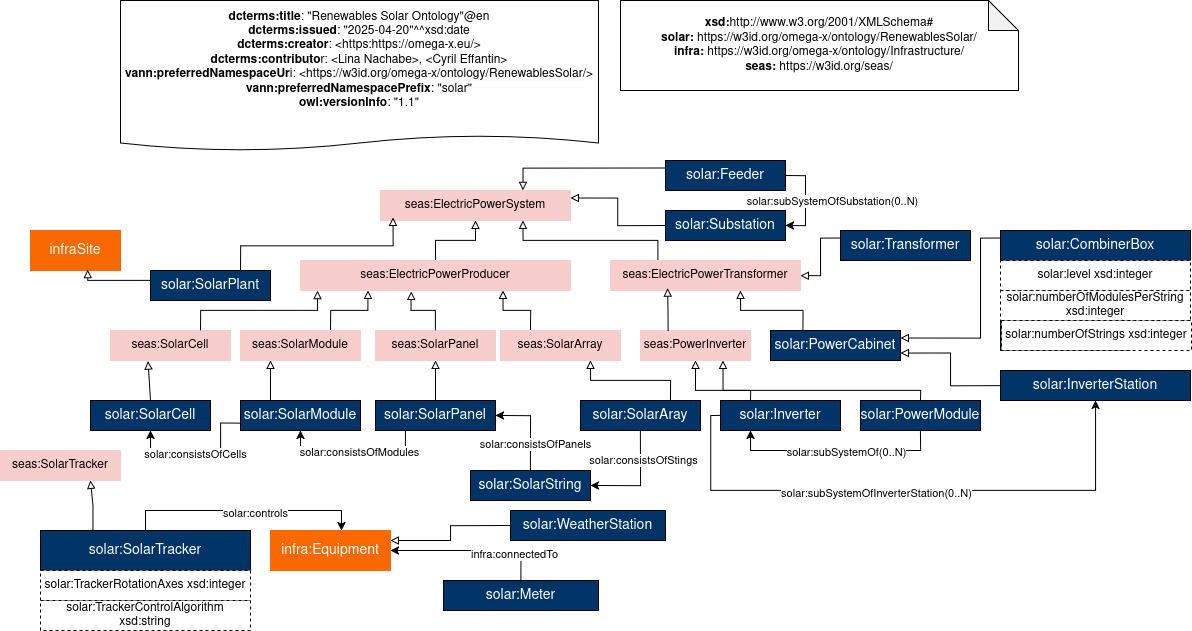 dcterms:title: "Renewables Solar Ontology"@en
dcterms:issued: "2025-04-20"^^xsd:date
dcterms:creator: <https:https://omega-x.eu/>
dcterms:contributor: <Lina Nachabe>, <Cyril Effantin>
vann:preferredNamespaceUri: <https://w3id.org/omega-x/ontology/RenewablesSolar/>
vann:preferredNamespacePrefix: "solar"
owl:versionInfo: "1.1"
xsd:http://www.w3.org/2001/XMLSchema#
solar: https://w3id.org/omega-x/ontology/RenewablesSolar/
infra: https://w3id.org/omega-x/ontology/Infrastructure/
seas: https://w3id.org/seas/
solar:Feeder
seas:ElectricPowerSystem
solar:subSystemOfSubstation(0..N)
solar:Substation
infraSite
solar:Transformer
solar:CombinerBox
seas:ElectricPowerProducer
seas:ElectricPowerTransformer
solar:level xsd:integer
solar:SolarPlant
solar:numberOfModulesPerString
xsd:integer
solar:numberOfStrings xsd:integer
seas:SolarCell
seas:SolarModule
seas:SolarPanel
seas:SolarArray
seas:PowerInverter
solar:PowerCabinet
solar:InverterStation
solar:SolarCell
solar:SolarModule
solar:SolarPanel
solar:SolarAray
solar:Inverter
solar:PowerModule
solar:consistsOfCells
solar:consistsOfModules
solar:consistsOfPanels
solar:consistsOfStings
solar:subSystemOf(0..N)
seas:SolarTracker
solar:SolarString
solar:subSystemOfInverterStation(0..N)
solar:controls
solar:WeatherStation
solar:SolarTracker
infra:Equipment
infra:connectedTo
solar:TrackerRotationAxes xsd:integer
solar:Meter
solar:TrackerControlAlgorithm
xsd:string